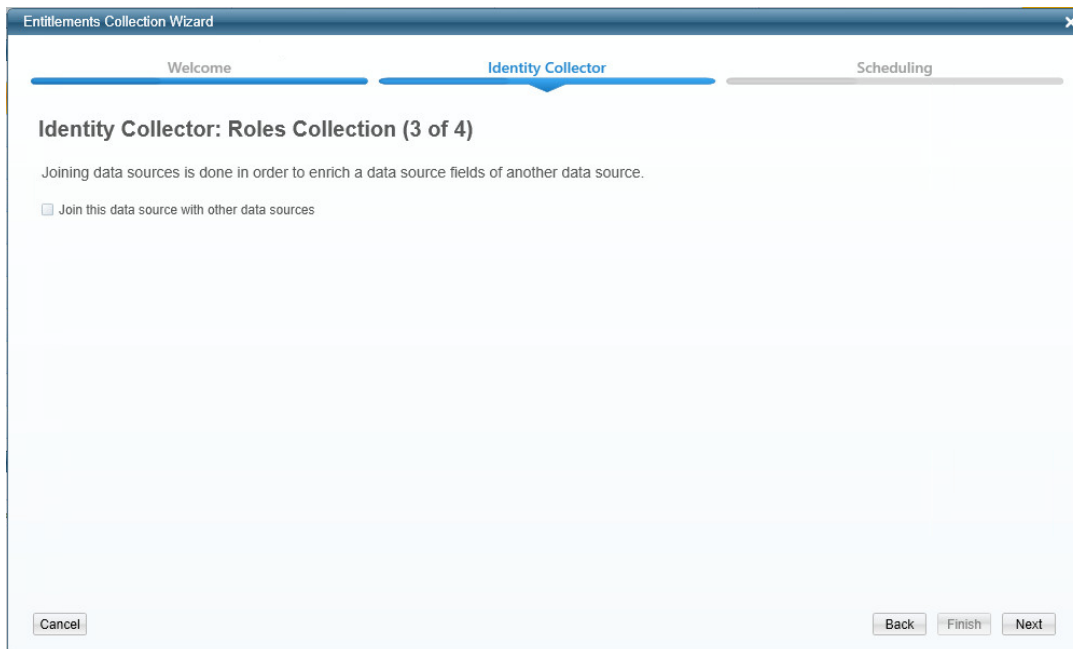 Entitlements Collection Wizard
Welcome
Identity Collector
Scheduling
Identity Collector: Roles Collection (3 of 4)
Joining data sources is done in order to enrich a data source fields of another data source.
Join this data source with other data sources
Cancel
Back
Finish
Next